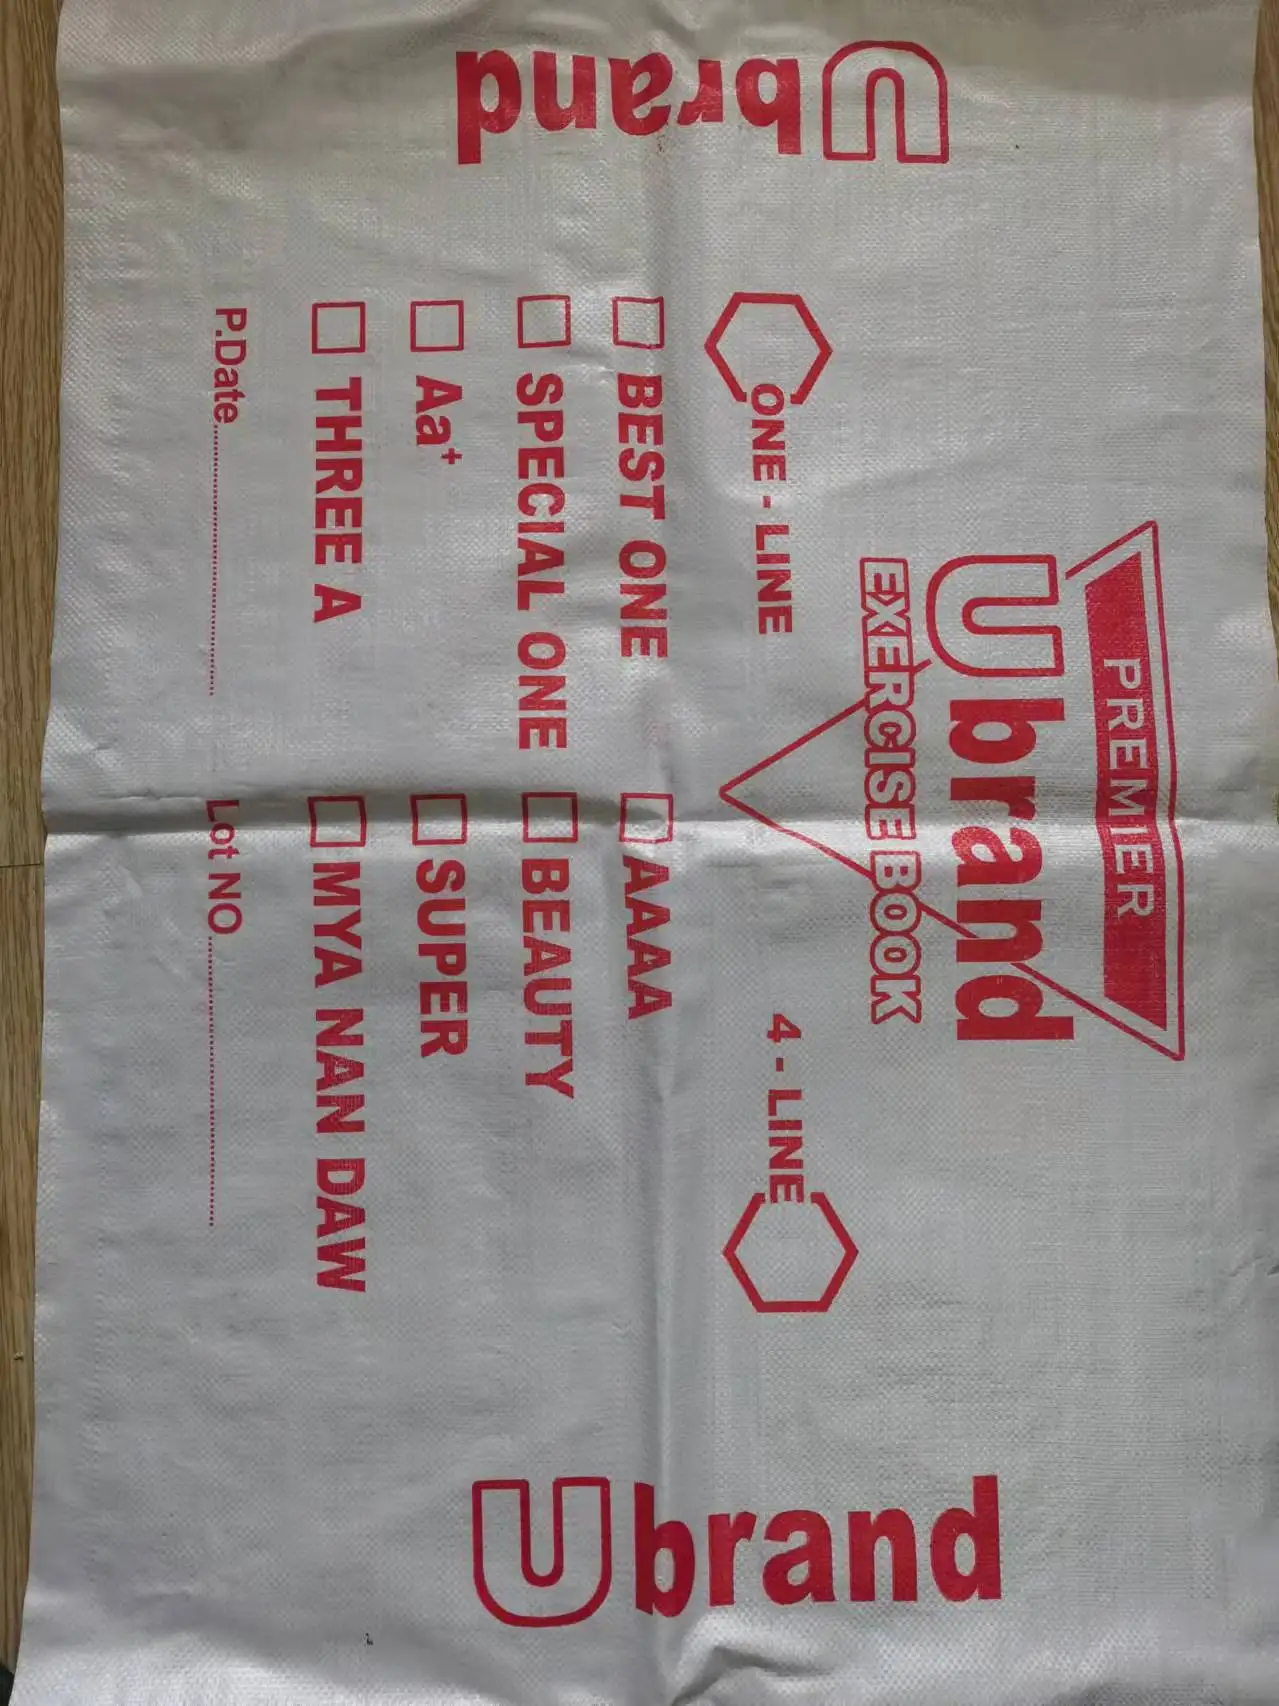 Ubrand
PREMIER
Ubrand
EXERCISE BOOK
ONE - LINE
4 - LINE
BEST ONE
AAAA
SPECIAL ONE
BEAUTY
Aa+
SUPER
THREE A
MYA NAN DAW
P.Date
Lot NO
Ubrand